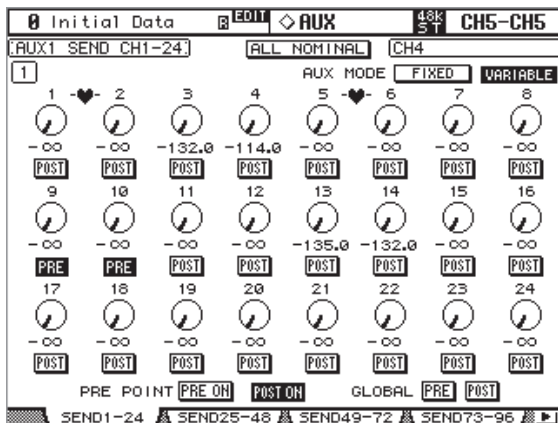 0 Initial Data R EDIT ◇AUX 48k ST CH5-CH5
AUX1 SEND CH1-24 ALL NOMINAL CH4
1 AUX MODE FIXED VARIABLE
1 -♥- 2 3 4 5 -♥- 6 7 8
-∞ -∞ -132.0 -114.0 -∞ -∞ -∞ -∞
POST POST POST POST POST POST POST POST
9 10 11 12 13 14 15 16
-∞ -∞ -∞ -∞ -135.0 -132.0 -∞ -∞
PRE PRE POST POST POST POST POST POST
17 18 19 20 21 22 23 24
-∞ -∞ -∞ -∞ -∞ -∞ -∞ -∞
POST POST POST POST POST POST POST POST
PRE POINT PRE ON POST ON GLOBAL PRE POST
SEND1-24 SEND25-48 SEND49-72 SEND73-96